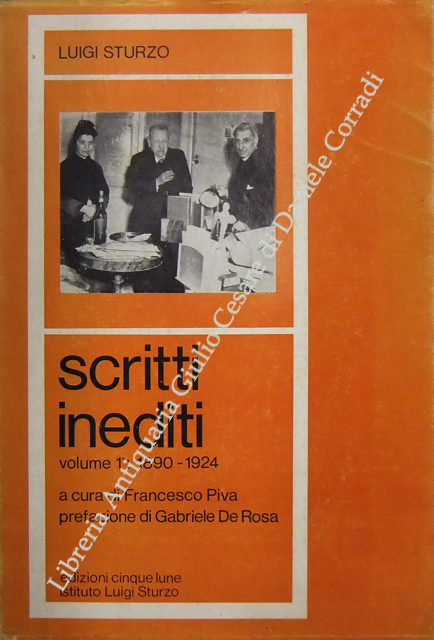 LUIGI STURZO
scritti
inediti
volume 1° 1890-1924
a cura di Francesco Piva
prefazione di Gabriele De Rosa
edizioni cinque lune
istituto Luigi Sturzo
Libreria Antiquaria Giulio Cesare di Daniele Corradi